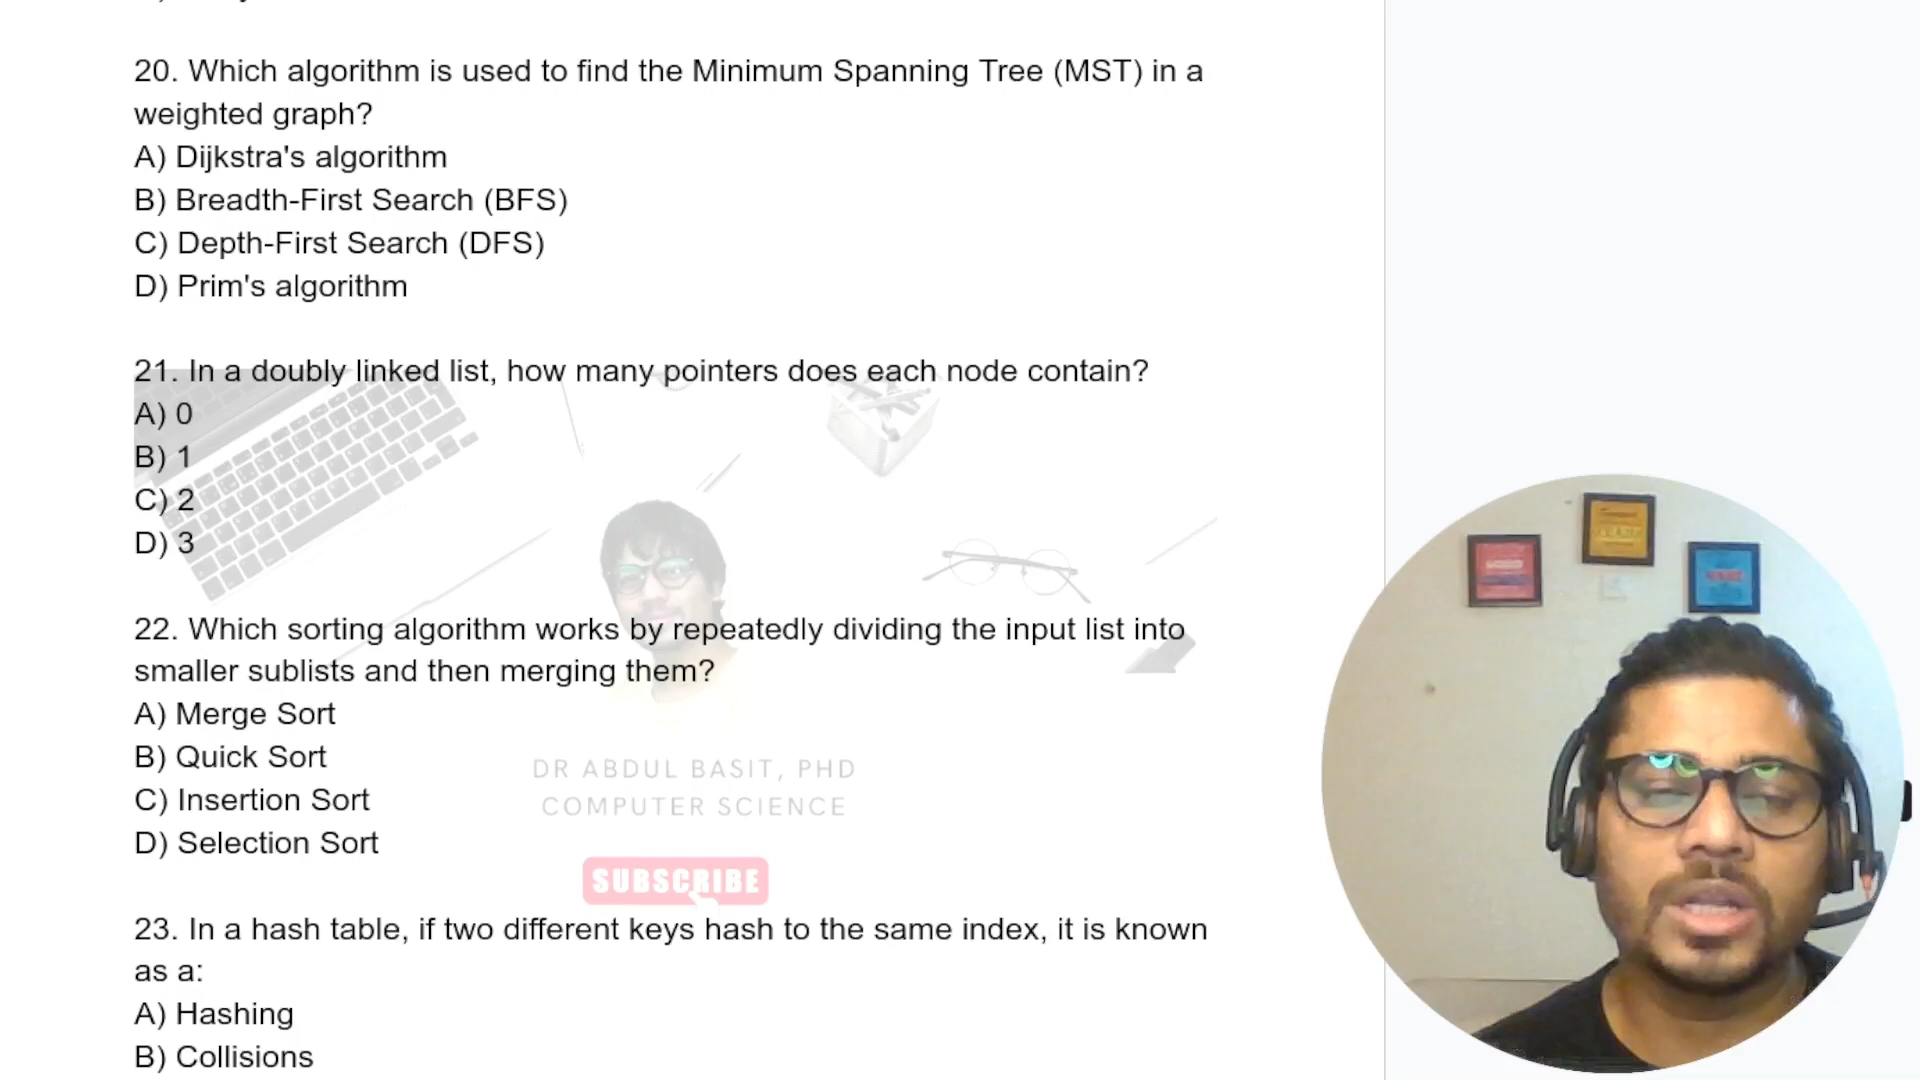 20. Which algorithm is used to find the Minimum Spanning Tree (MST) in a
weighted graph?
A) Dijkstra's algorithm
B) Breadth-First Search (BFS)
C) Depth-First Search (DFS)
D) Prim's algorithm
21. In a doubly linked list, how many pointers does each node contain?
A) 0
B) 1
C) 2
D) 3
22. Which sorting algorithm works by repeatedly dividing the input list into
smaller sublists and then merging them?
A) Merge Sort
B) Quick Sort
C) Insertion Sort
D) Selection Sort
DR ABDUL BASIT, PHD
COMPUTER SCIENCE
SUBSCRIBE
23. In a hash table, if two different keys hash to the same index, it is known
as a:
A) Hashing
B) Collisions